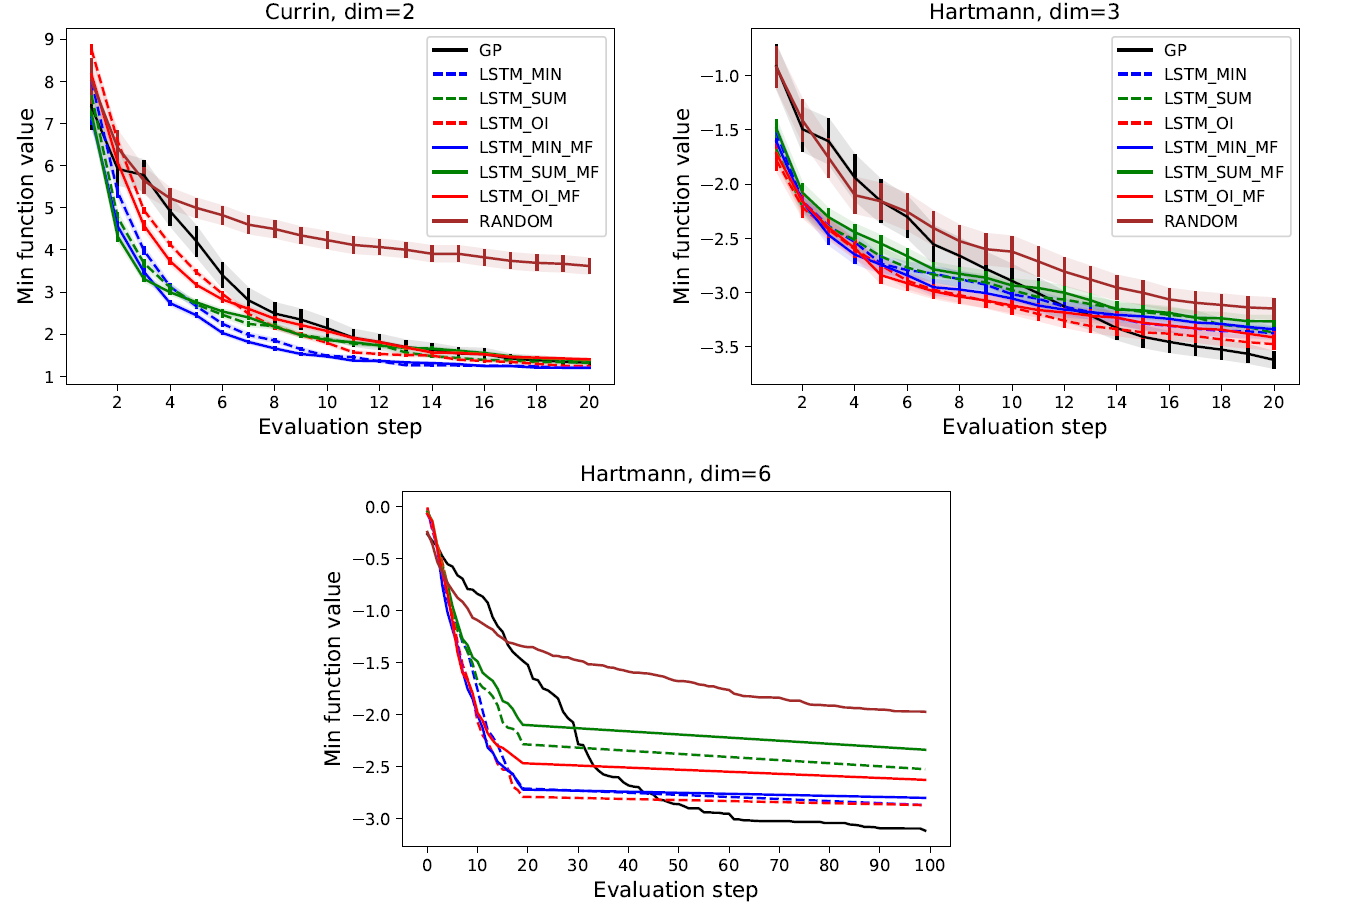 Currin, dim=2
9
8
7
6
5
4
3
2
1
Min function value
2 4 6 8 10 12 14 16 18 20
Evaluation step
GP
LSTM_MIN
LSTM_SUM
LSTM_OI
LSTM_MIN_MF
LSTM_SUM_MF
LSTM_OI_MF
RANDOM
Hartmann, dim=3
−1.0
−1.5
−2.0
−2.5
−3.0
−3.5
Min function value
2 4 6 8 10 12 14 16 18 20
Evaluation step
GP
LSTM_MIN
LSTM_SUM
LSTM_OI
LSTM_MIN_MF
LSTM_SUM_MF
LSTM_OI_MF
RANDOM
Hartmann, dim=6
0.0
−0.5
−1.0
−1.5
−2.0
−2.5
−3.0
Min function value
0 10 20 30 40 50 60 70 80 90 100
Evaluation step